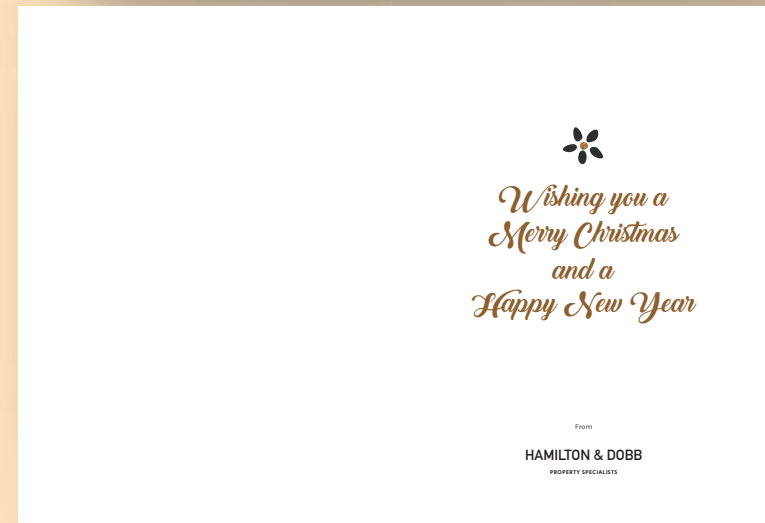 Wishing you a
Merry Christmas
and a
Happy New Year
From
HAMILTON & DOBB
PROPERTY SPECIALISTS